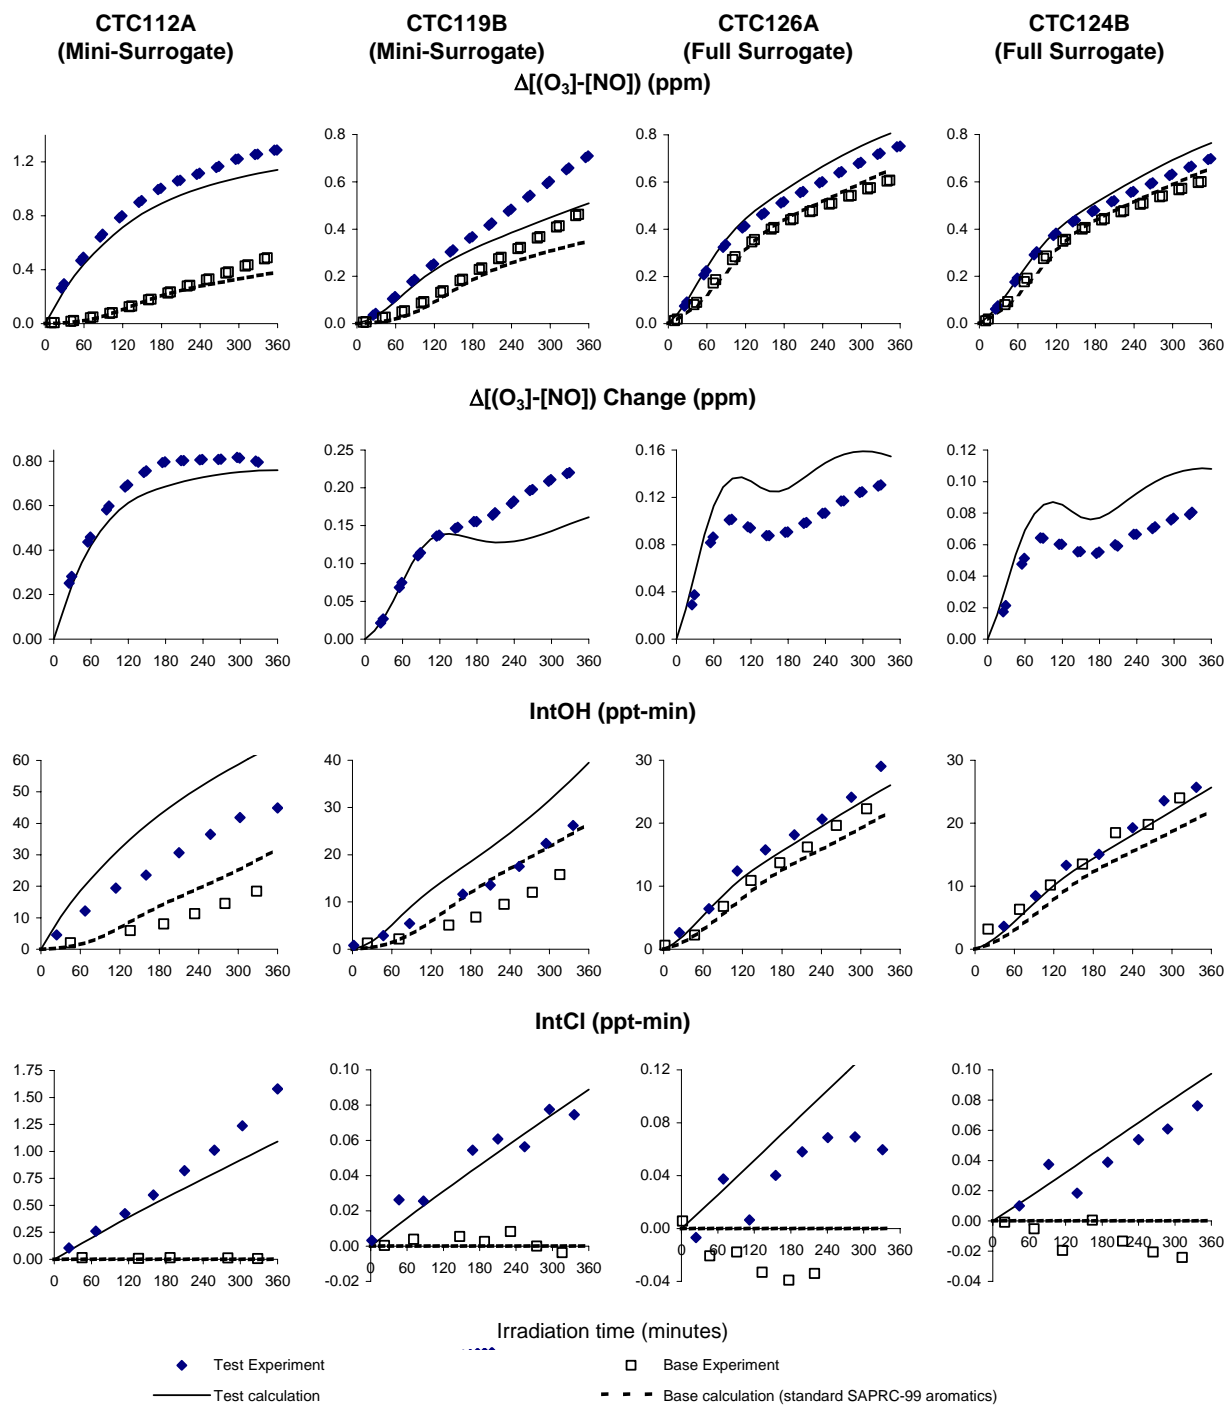 CTC112A CTC119B CTC126A CTC124B
(Mini-Surrogate) (Mini-Surrogate) (Full Surrogate) (Full Surrogate)
Δ[(O3]-[NO]) (ppm)
1.2 0.8 0.4 0.0
0 60 120 180 240 300 360
0.8 0.6 0.4 0.2 0.0
0 60 120 180 240 300 360
0.8 0.6 0.4 0.2 0.0
0 60 120 180 240 300 360
0.8 0.6 0.4 0.2 0.0
0 60 120 180 240 300 360
Δ[(O3]-[NO]) Change (ppm)
0.80 0.60 0.40 0.20 0.00
0 60 120 180 240 300 360
0.25 0.20 0.15 0.10 0.05 0.00
0 60 120 180 240 300 360
0.16 0.12 0.08 0.04 0.00
0 60 120 180 240 300 360
0.12 0.10 0.08 0.06 0.04 0.02 0.00
0 60 120 180 240 300 360
IntOH (ppt-min)
60 50 40 30 20 10 0
0 60 120 180 240 300 360
40 30 20 10 0
0 60 120 180 240 300 360
30 20 10 0
0 60 120 180 240 300 360
30 20 10 0
0 60 120 180 240 300 360
IntCl (ppt-min)
1.75 1.50 1.25 1.00 0.75 0.50 0.25 0.00
0 60 120 180 240 300 360
0.10 0.08 0.06 0.04 0.02 0.00 -0.02
0 60 120 180 240 300 360
0.12 0.08 0.04 0.00 -0.04
0 60 120 180 240 300 360
0.10 0.08 0.06 0.04 0.02 0.00 -0.02 -0.04
0 60 120 180 240 300 360
Irradiation time (minutes)
Test Experiment
Base Experiment
Test calculation
Base calculation (standard SAPRC-99 aromatics)